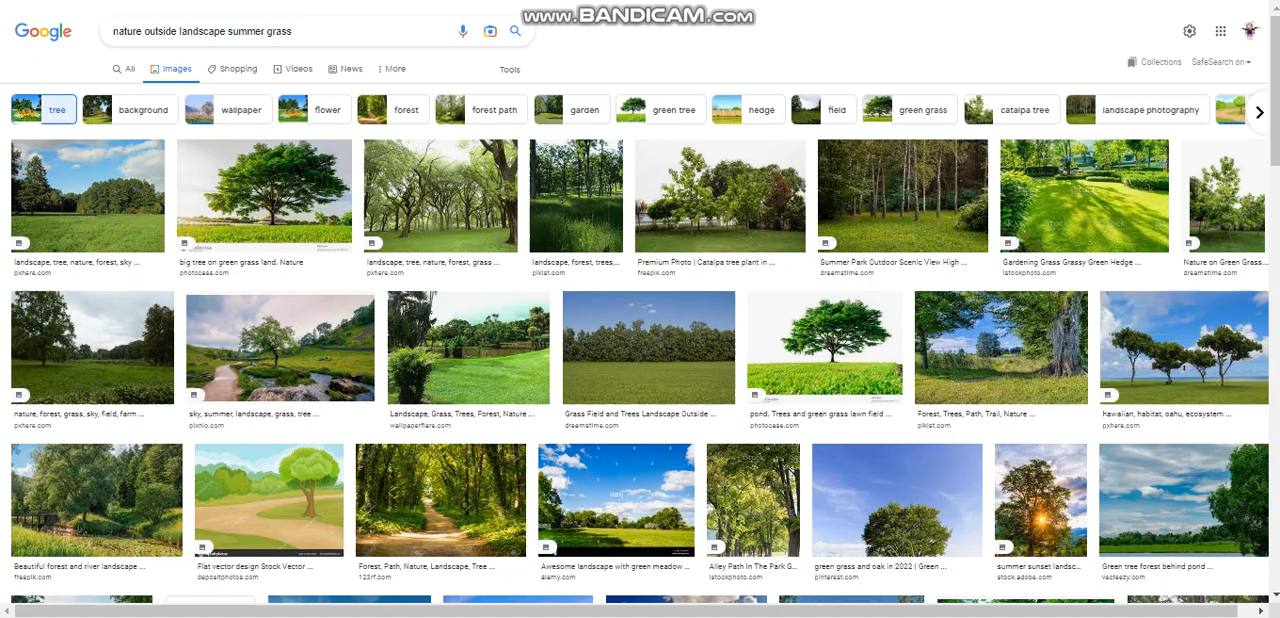 www.BANDICAM.com
Google
nature outside landscape summer grass
All
Images
Shopping
Videos
News
More
Tools
Collections
SafeSearch on
tree
background
wallpaper
flower
forest
forest path
garden
green tree
hedge
field
green grass
catalpa tree
landscape photography
landscape, tree, nature, forest, sky ...
pxhere.com
big tree on green grass land. Nature
photocase.com
landscape, tree, nature, forest, grass ...
pxhere.com
landscape, forest, trees,...
pikist.com
Premium Photo | Catalpa tree plant in ...
freepik.com
Summer Park Outdoor Scenic View High ...
dreamstime.com
Gardening Grass Grassy Green Hedge ...
istockphoto.com
Nature on Green Grass...
dreamstime.com
nature, forest, grass, sky, field, farm ...
pxhere.com
sky, summer, landscape, grass, tree ...
pixnio.com
Landscape, Grass, Trees, Forest, Nature ...
wallpaperflare.com
Grass Field and Trees Landscape Outside ...
dreamstime.com
pond. Trees and green grass lawn field ...
photocase.com
Forest, Trees, Path, Trail, Nature ...
pikist.com
hawaiian, habitat, oahu, ecosystem ...
pxhere.com
Beautiful forest and river landscape ...
freepik.com
Flat vector design Stock Vector ...
depositphotos.com
Forest, Path, Nature, Landscape, Tree ...
123rf.com
Awesome landscape with green meadow ...
alamy.com
Alley Path In The Park G...
istockphoto.com
green grass and oak in 2022 | Green ...
pinterest.com
summer sunset landsc...
stock.adobe.com
Green tree forest behind pond ...
vecteezy.com